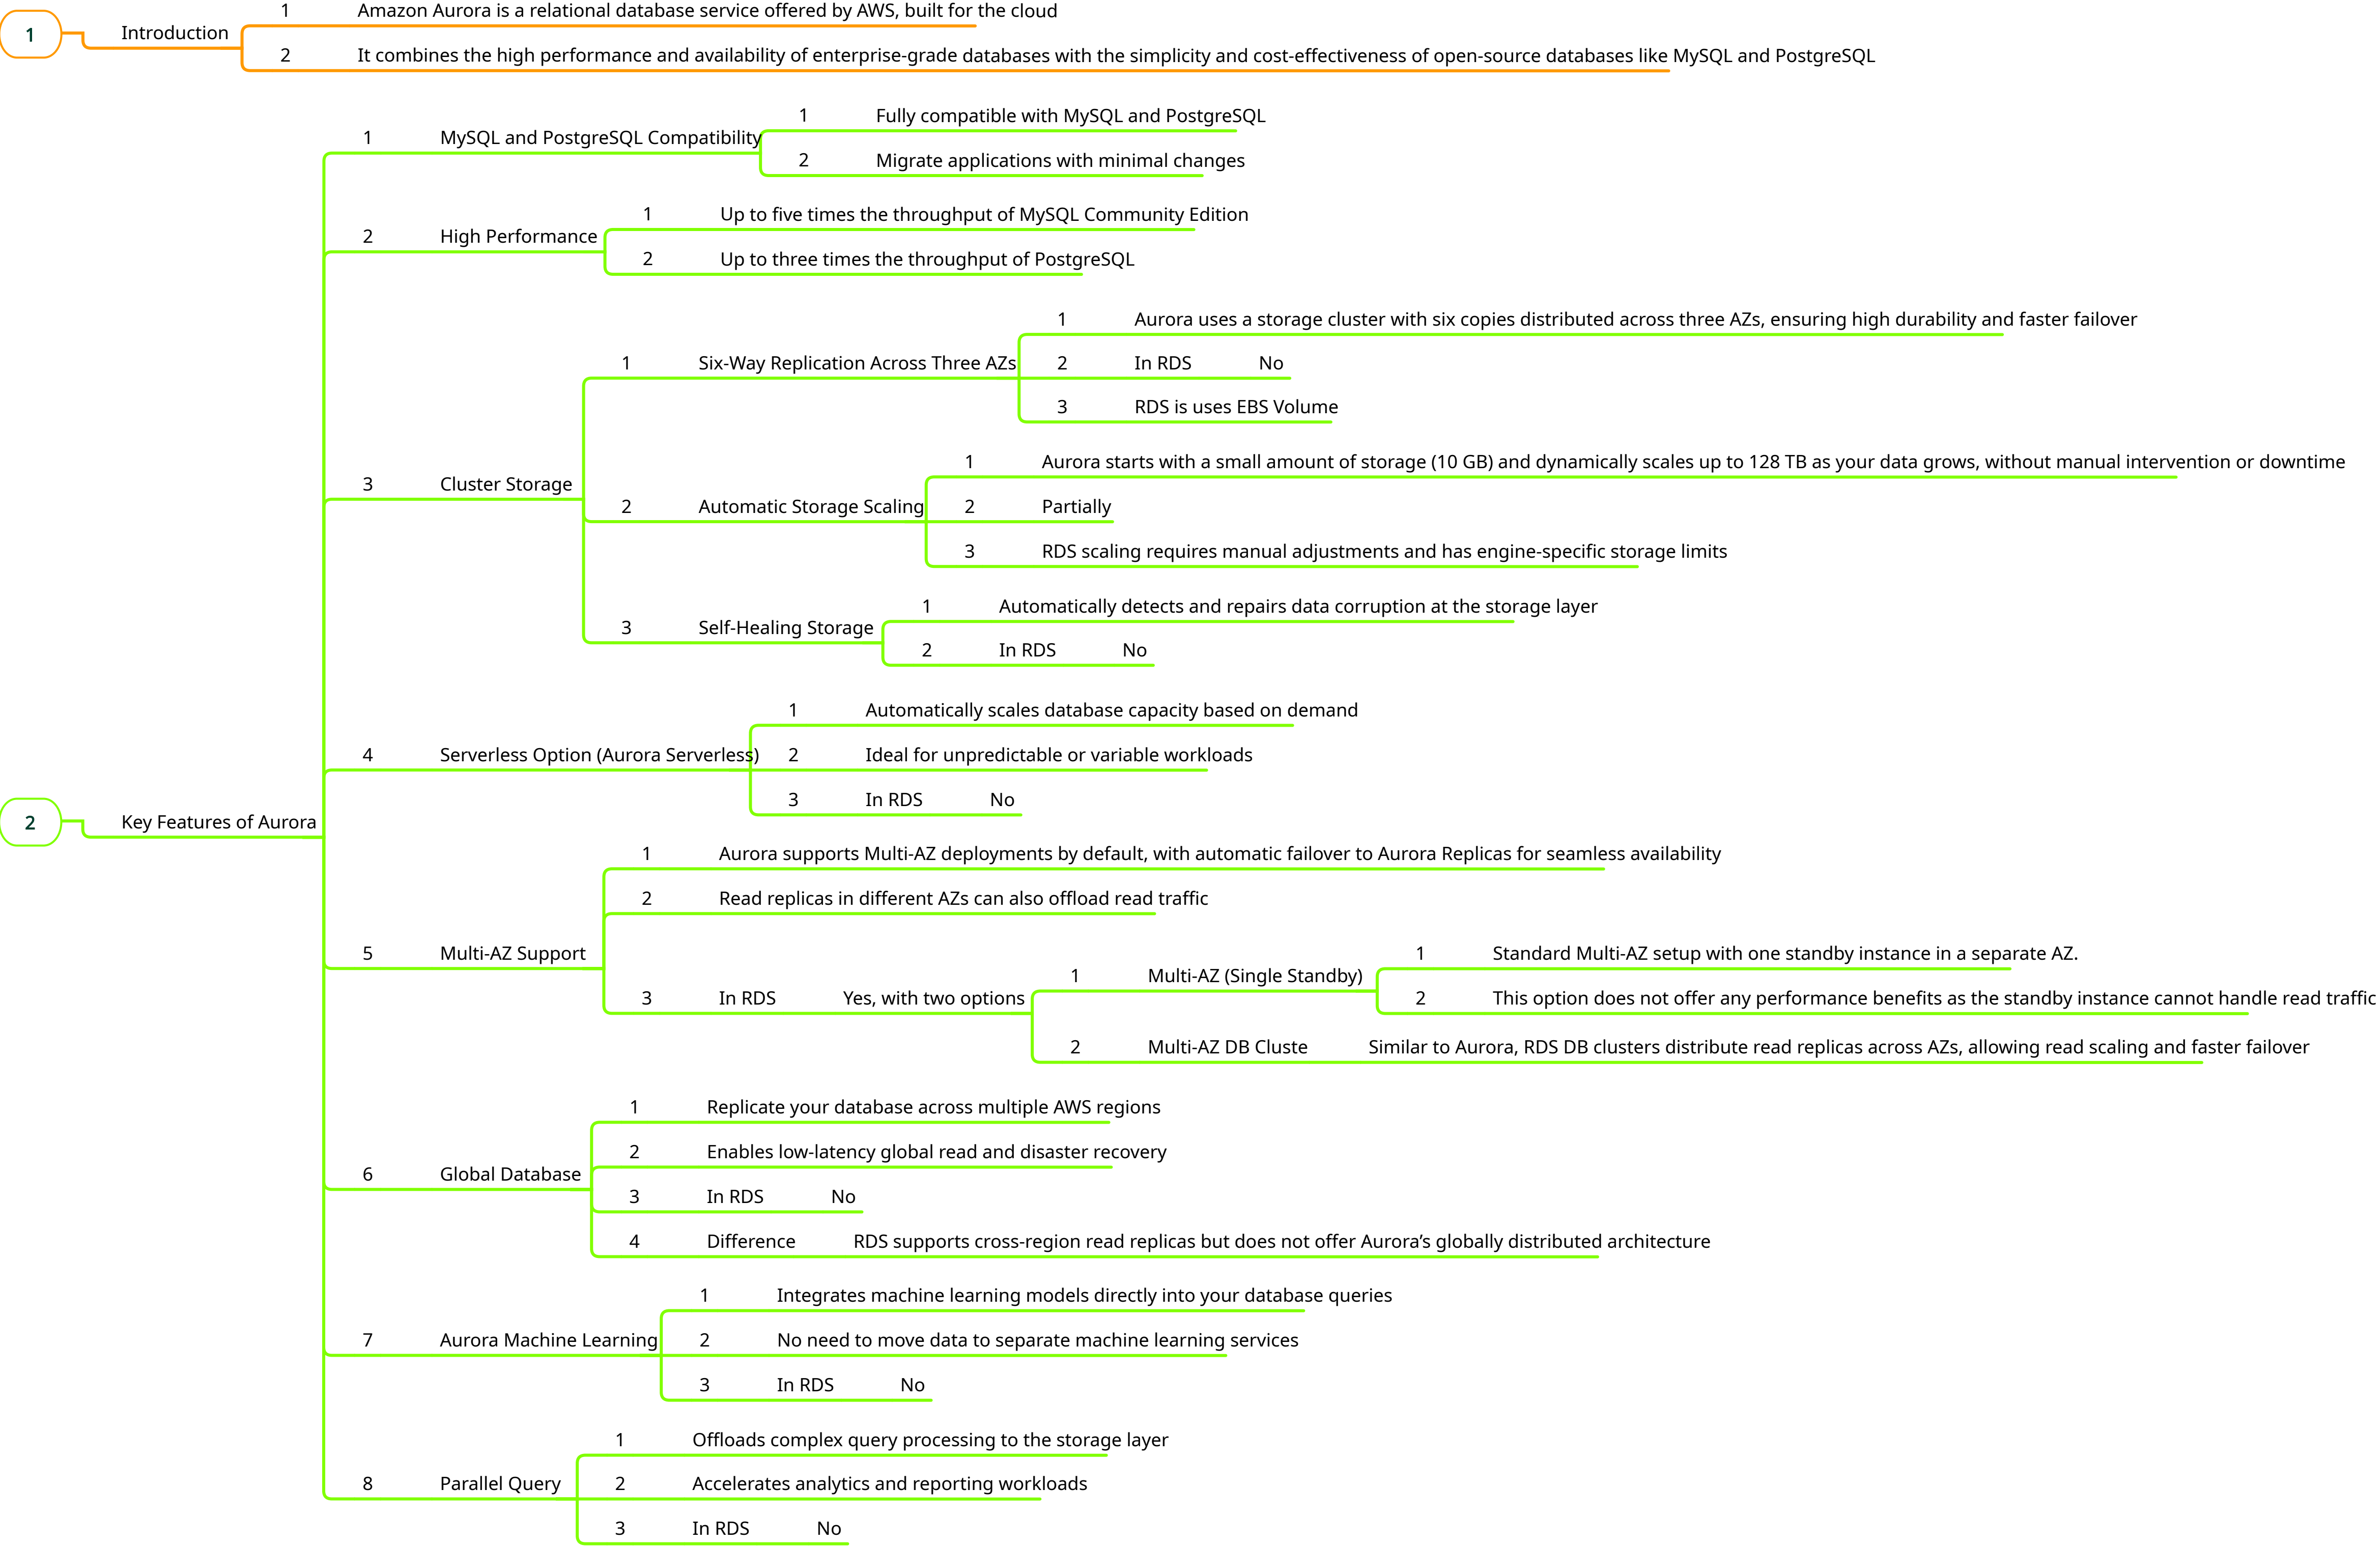 1 Introduction
1 Amazon Aurora is a relational database service offered by AWS, built for the cloud
2 It combines the high performance and availability of enterprise-grade databases with the simplicity and cost-effectiveness of open-source databases like MySQL and PostgreSQL
2 Key Features of Aurora
1 MySQL and PostgreSQL Compatibility
1 Fully compatible with MySQL and PostgreSQL
2 Migrate applications with minimal changes
2 High Performance
1 Up to five times the throughput of MySQL Community Edition
2 Up to three times the throughput of PostgreSQL
3 Cluster Storage
1 Six-Way Replication Across Three AZs
1 Aurora uses a storage cluster with six copies distributed across three AZs, ensuring high durability and faster failover
2 In RDS No
3 RDS is uses EBS Volume
2 Automatic Storage Scaling
1 Aurora starts with a small amount of storage (10 GB) and dynamically scales up to 128 TB as your data grows, without manual intervention or downtime
2 Partially
3 RDS scaling requires manual adjustments and has engine-specific storage limits
3 Self-Healing Storage
1 Automatically detects and repairs data corruption at the storage layer
2 In RDS No
4 Serverless Option (Aurora Serverless)
1 Automatically scales database capacity based on demand
2 Ideal for unpredictable or variable workloads
3 In RDS No
5 Multi-AZ Support
1 Aurora supports Multi-AZ deployments by default, with automatic failover to Aurora Replicas for seamless availability
2 Read replicas in different AZs can also offload read traffic
3 In RDS Yes, with two options
1 Multi-AZ (Single Standby)
1 Standard Multi-AZ setup with one standby instance in a separate AZ.
2 This option does not offer any performance benefits as the standby instance cannot handle read traffic
2 Multi-AZ DB Cluste Similar to Aurora, RDS DB clusters distribute read replicas across AZs, allowing read scaling and faster failover
6 Global Database
1 Replicate your database across multiple AWS regions
2 Enables low-latency global read and disaster recovery
3 In RDS No
4 Difference RDS supports cross-region read replicas but does not offer Aurora’s globally distributed architecture
7 Aurora Machine Learning
1 Integrates machine learning models directly into your database queries
2 No need to move data to separate machine learning services
3 In RDS No
8 Parallel Query
1 Offloads complex query processing to the storage layer
2 Accelerates analytics and reporting workloads
3 In RDS No